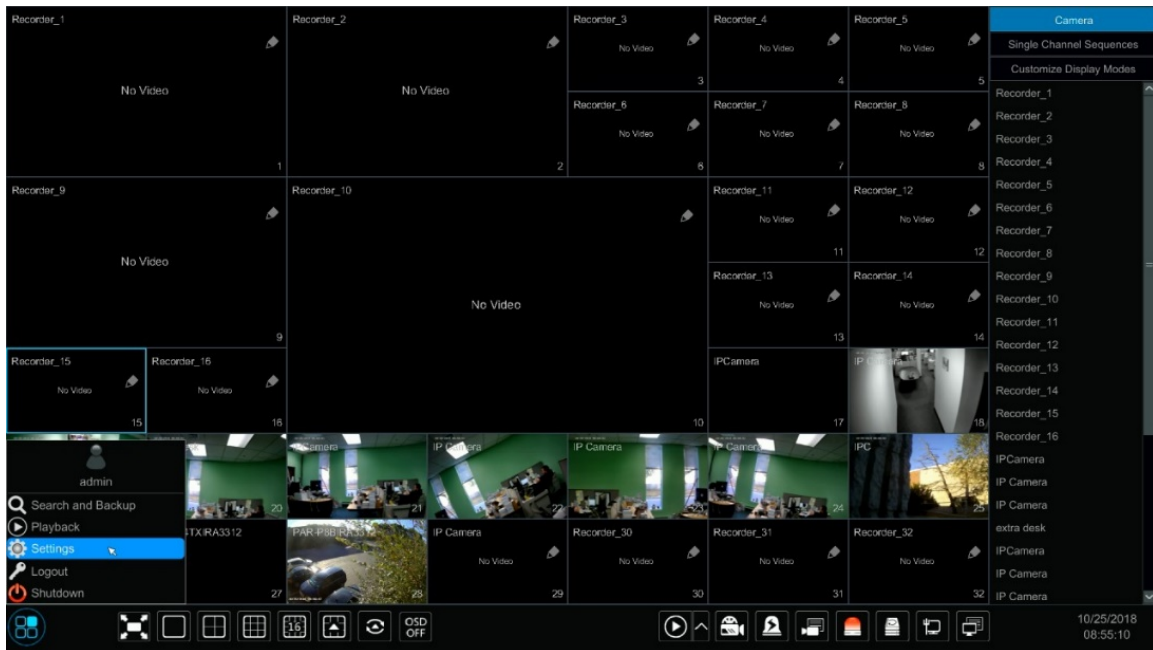 Recorder_1
Recorder_2
Recorder_3
Recorder_4
Recorder_5
Camera
Single Channel Sequences
Customize Display Modes
No Video
No Video
No Video
No Video
No Video
3
4
5
Recorder_6
Recorder_7
Recorder_8
No Video
No Video
No Video
1
2
6
7
8
Recorder_9
Recorder_10
Recorder_11
Recorder_12
No Video
No Video
No Video
No Video
11
12
Recorder_13
Recorder_14
No Video
No Video
9
13
14
Recorder_15
Recorder_16
IPCamera
No Video
No Video
15
16
10
17
18
IP Camera
IP Camera
IP Camera
IPC
20
21
22
23
24
25
TXIRA3312
IP Camera
Recorder_30
Recorder_31
Recorder_32
No Video
No Video
No Video
No Video
27
28
29
30
31
32
admin
Search and Backup
Playback
Settings
Logout
Shutdown
Recorder_1
Recorder_2
Recorder_3
Recorder_4
Recorder_5
Recorder_6
Recorder_7
Recorder_8
Recorder_9
Recorder_10
Recorder_11
Recorder_12
Recorder_13
Recorder_14
Recorder_15
Recorder_16
IPCamera
IP Camera
IP Camera
extra desk
IPCamera
IP Camera
IP Camera
16
OSD
OFF
10/25/2018
08:55:10